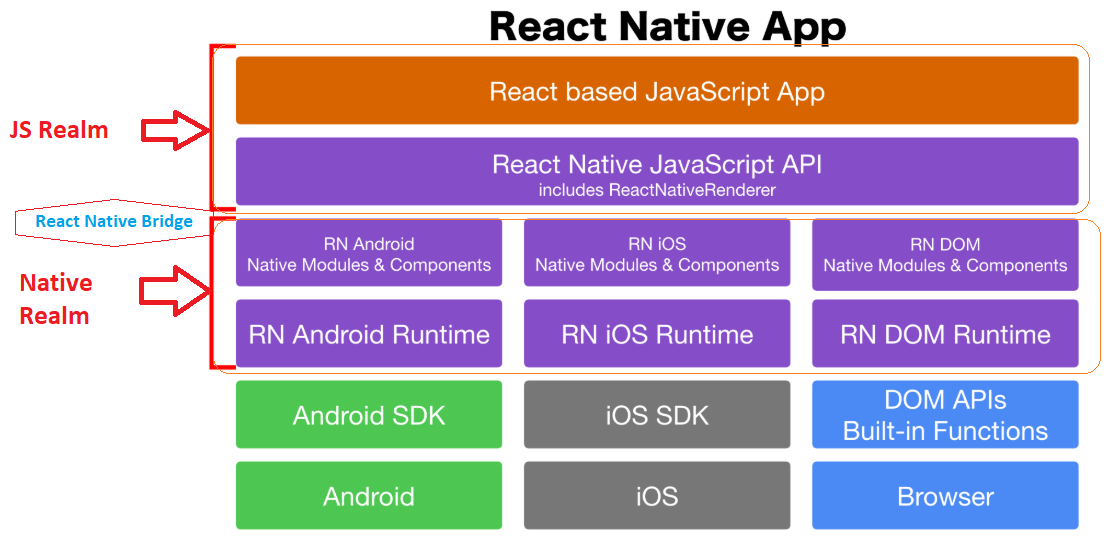 React Native App
React based JavaScript App
JS Realm
React Native JavaScript API
includes ReactNativeRenderer
React Native Bridge
RN Android
Native Modules & Components
RN iOS
Native Modules & Components
RN DOM
Native Modules & Components
Native
Realm
RN Android Runtime
RN iOS Runtime
RN DOM Runtime
Android SDK
iOS SDK
DOM APIs
Built-in Functions
Android
iOS
Browser